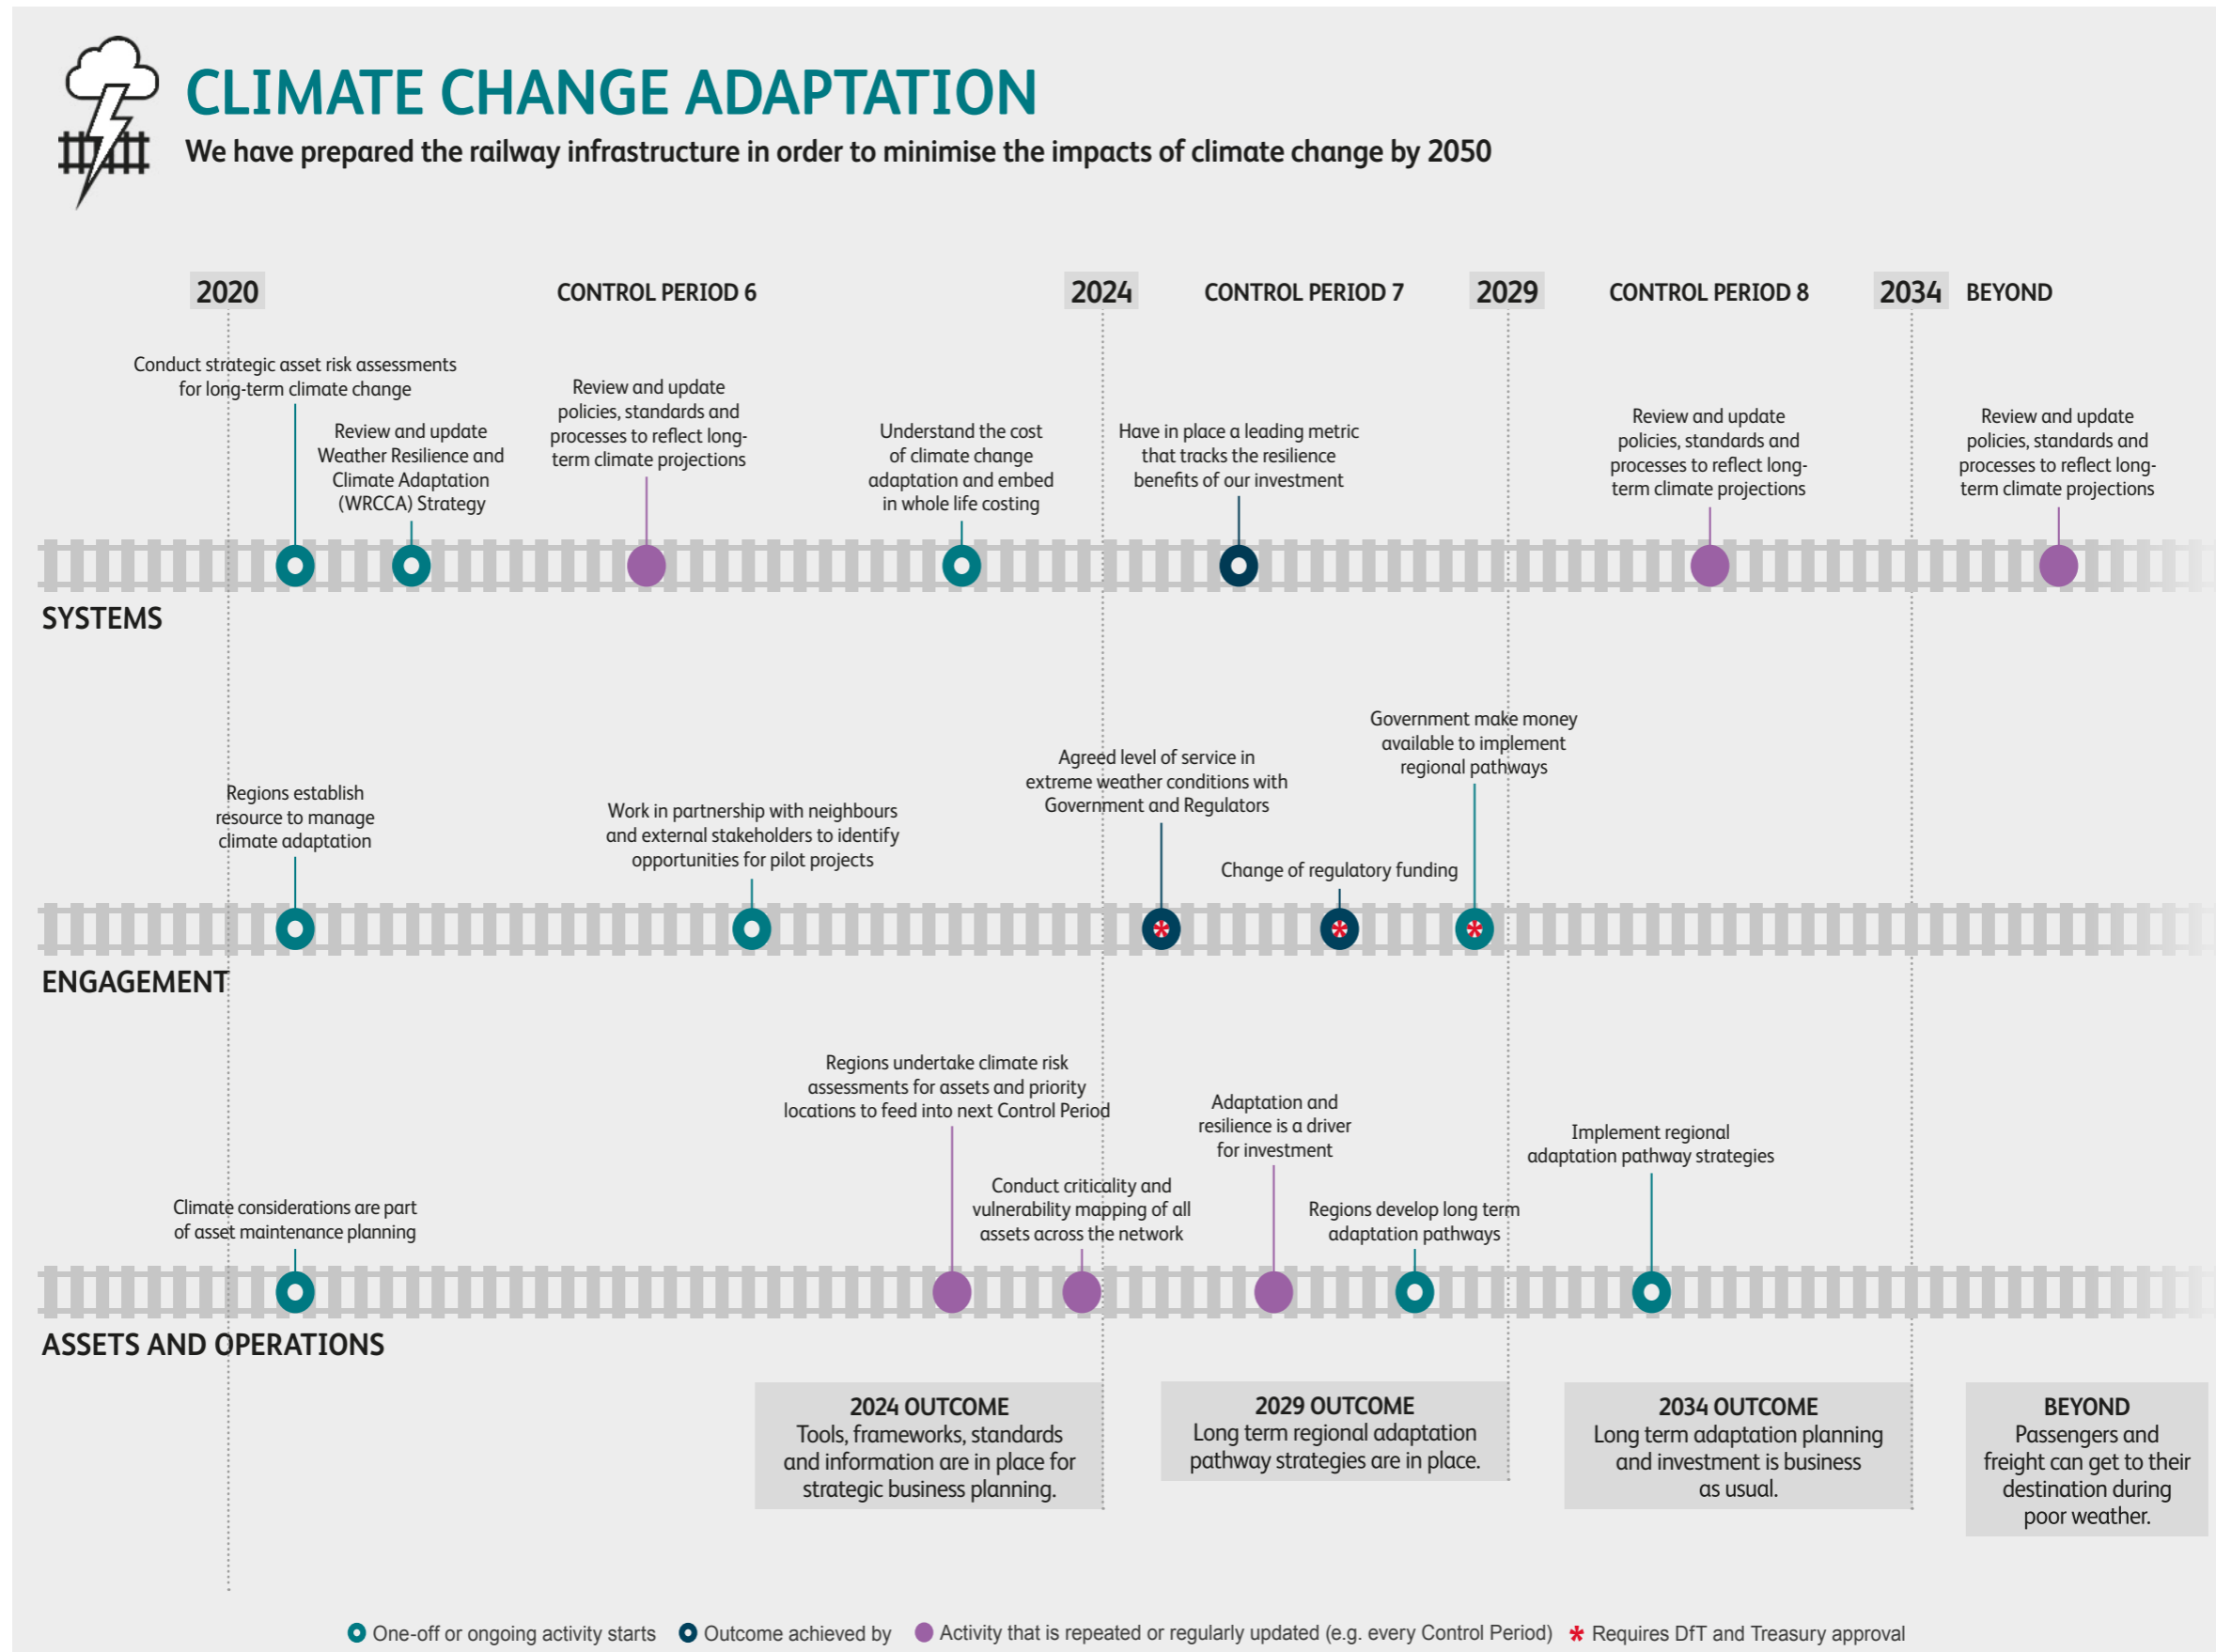 CLIMATE CHANGE ADAPTATION
We have prepared the railway infrastructure in order to minimise the impacts of climate change by 2050
2020
CONTROL PERIOD 6
2024
CONTROL PERIOD 7
2029
CONTROL PERIOD 8
2034
BEYOND
Conduct strategic asset risk assessments
for long-term climate change
Review and update
Weather Resilience and
Climate Adaptation
(WRCCA) Strategy
Review and update
policies, standards and
processes to reflect long-
term climate projections
Understand the cost
of climate change
adaptation and embed
in whole life costing
Have in place a leading metric
that tracks the resilience
benefits of our investment
Review and update
policies, standards and
processes to reflect long-
term climate projections
Review and update
policies, standards and
processes to reflect long-
term climate projections
SYSTEMS
Regions establish
resource to manage
climate adaptation
Work in partnership with neighbours
and external stakeholders to identify
opportunities for pilot projects
Agreed level of service in
extreme weather conditions with
Government and Regulators
Change of regulatory funding
Government make money
available to implement
regional pathways
ENGAGEMENT
Climate considerations are part
of asset maintenance planning
Regions undertake climate risk
assessments for assets and priority
locations to feed into next Control Period
Conduct criticality and
vulnerability mapping of all
assets across the network
Adaptation and
resilience is a driver
for investment
Regions develop long term
adaptation pathways
Implement regional
adaptation pathway strategies
ASSETS AND OPERATIONS
2024 OUTCOME
Tools, frameworks, standards
and information are in place for
strategic business planning.
2029 OUTCOME
Long term regional adaptation
pathway strategies are in place.
2034 OUTCOME
Long term adaptation planning
and investment is business
as usual.
BEYOND
Passengers and
freight can get to their
destination during
poor weather.
One-off or ongoing activity starts
Outcome achieved by
Activity that is repeated or regularly updated (e.g. every Control Period)
* Requires DfT and Treasury approval